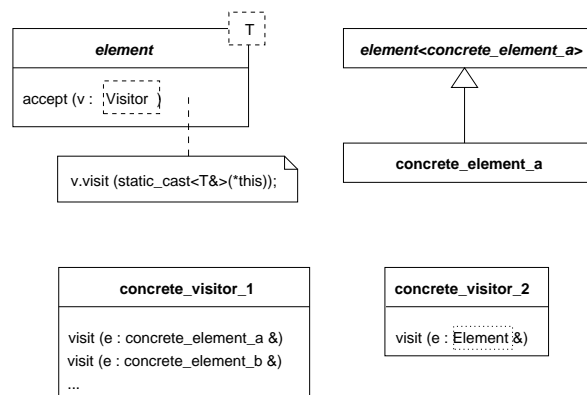 T
element
accept (v : Visitor )
v.visit (static_cast<T&>(*this));
element<concrete_element_a>
concrete_element_a
concrete_visitor_1
visit (e : concrete_element_a &)
visit (e : concrete_element_b &)
...
concrete_visitor_2
visit (e : Element &)